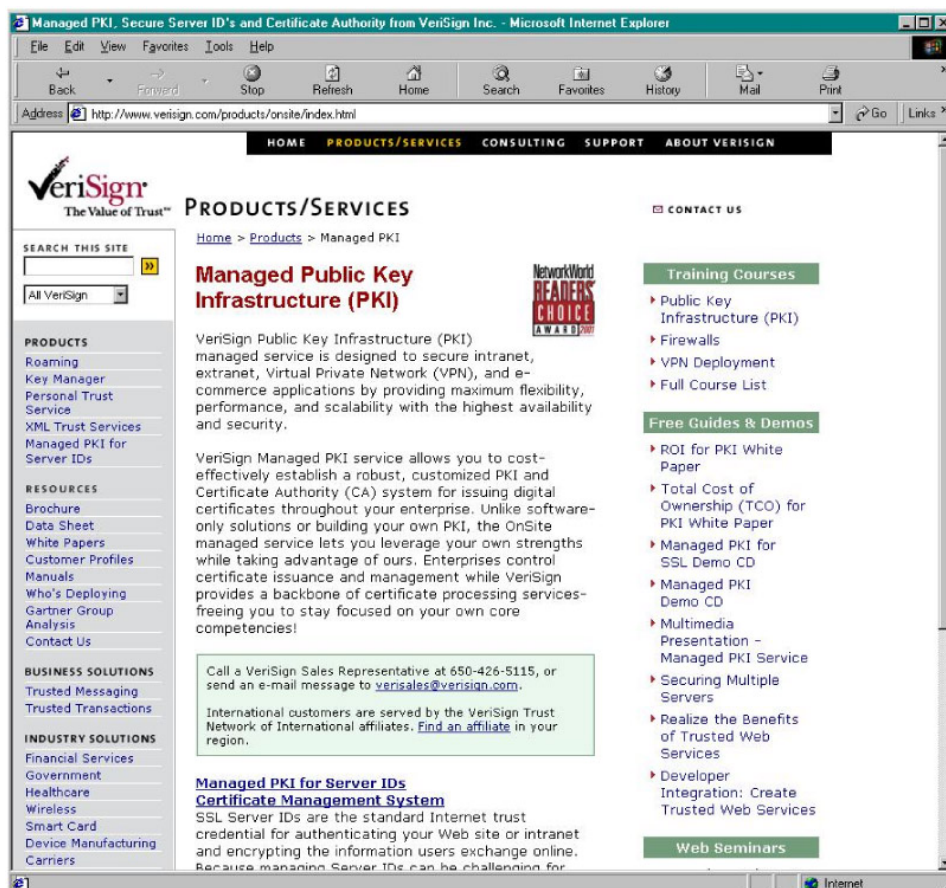 Managed PKI, Secure Server ID's and Certificate Authority from VeriSign Inc. - Microsoft Internet Explorer
File Edit View Favorites Tools Help
Back Forward Stop Refresh Home Search Favorites History Mail Print
Address http://www.verisign.com/products/onsite/index.html Go Links
HOME PRODUCTS/SERVICES CONSULTING SUPPORT ABOUT VERISIGN
VeriSign
The Value of Trust™
PRODUCTS/SERVICES
CONTACT US
SEARCH THIS SITE
All VeriSign
PRODUCTS
Roaming
Key Manager
Personal Trust
Service
XML Trust Services
Managed PKI for
Server IDs
RESOURCES
Brochure
Data Sheet
White Papers
Customer Profiles
Manuals
Who's Deploying
Gartner Group
Analysis
Contact Us
BUSINESS SOLUTIONS
Trusted Messaging
Trusted Transactions
INDUSTRY SOLUTIONS
Financial Services
Government
Healthcare
Wireless
Smart Card
Device Manufacturing
Carriers
Home > Products > Managed PKI
Managed Public Key
Infrastructure (PKI)
NetworkWorld
READERS'
CHOICE
AWARD 2001
VeriSign Public Key Infrastructure (PKI)
managed service is designed to secure intranet,
extranet, Virtual Private Network (VPN), and e-
commerce applications by providing maximum flexibility,
performance, and scalability with the highest availability
and security.
VeriSign Managed PKI service allows you to cost-
effectively establish a robust, customized PKI and
Certificate Authority (CA) system for issuing digital
certificates throughout your enterprise. Unlike software-
only solutions or building your own PKI, the OnSite
managed service lets you leverage your own strengths
while taking advantage of ours. Enterprises control
certificate issuance and management while VeriSign
provides a backbone of certificate processing services-
freeing you to stay focused on your own core
competencies!
Call a VeriSign Sales Representative at 650-426-5115, or
send an e-mail message to verisales@verisign.com.
International customers are served by the VeriSign Trust
Network of International affiliates. Find an affiliate in your
region.
Managed PKI for Server IDs
Certificate Management System
SSL Server IDs are the standard Internet trust
credential for authenticating your Web site or intranet
and encrypting the information users exchange online.
Because managing Server IDs can be challenging for
Training Courses
Public Key
Infrastructure (PKI)
Firewalls
VPN Deployment
Full Course List
Free Guides & Demos
ROI for PKI White
Paper
Total Cost of
Ownership (TCO) for
PKI White Paper
Managed PKI for
SSL Demo CD
Managed PKI
Demo CD
Multimedia
Presentation -
Managed PKI Service
Securing Multiple
Servers
Realize the Benefits
of Trusted Web
Services
Developer
Integration: Create
Trusted Web Services
Web Seminars
Internet